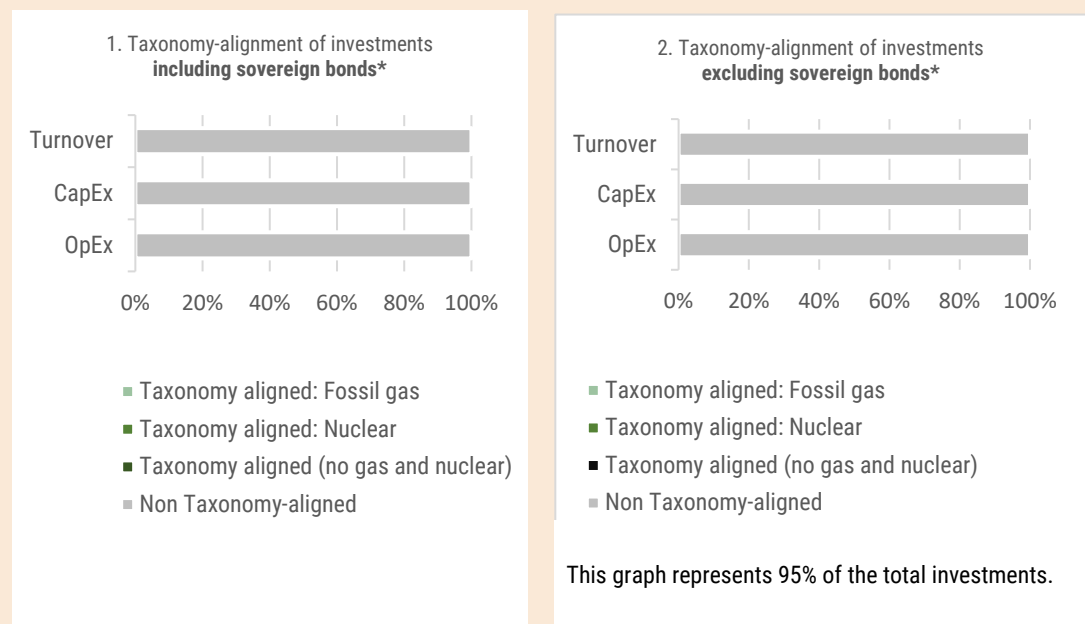 1. Taxonomy-alignment of investments
including sovereign bonds*
Turnover
CapEx
OpEx
0% 20% 40% 60% 80% 100%
Taxonomy aligned: Fossil gas
Taxonomy aligned: Nuclear
Taxonomy aligned (no gas and nuclear)
Non Taxonomy-aligned
2. Taxonomy-alignment of investments
excluding sovereign bonds*
Turnover
CapEx
OpEx
0% 20% 40% 60% 80% 100%
Taxonomy aligned: Fossil gas
Taxonomy aligned: Nuclear
Taxonomy aligned (no gas and nuclear)
Non Taxonomy-aligned
This graph represents 95% of the total investments.